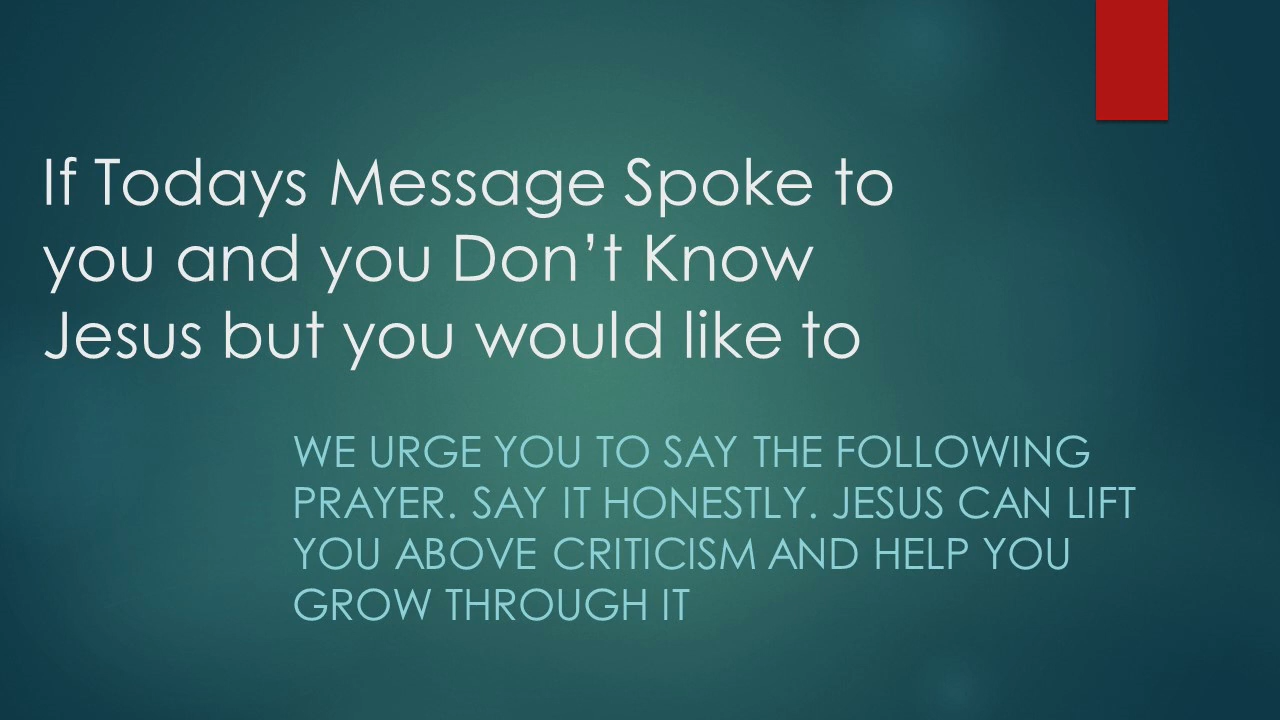 If Todays Message Spoke to
you and you Don’t Know
Jesus but you would like to
WE URGE YOU TO SAY THE FOLLOWING
PRAYER. SAY IT HONESTLY. JESUS CAN LIFT
YOU ABOVE CRITICISM AND HELP YOU
GROW THROUGH IT